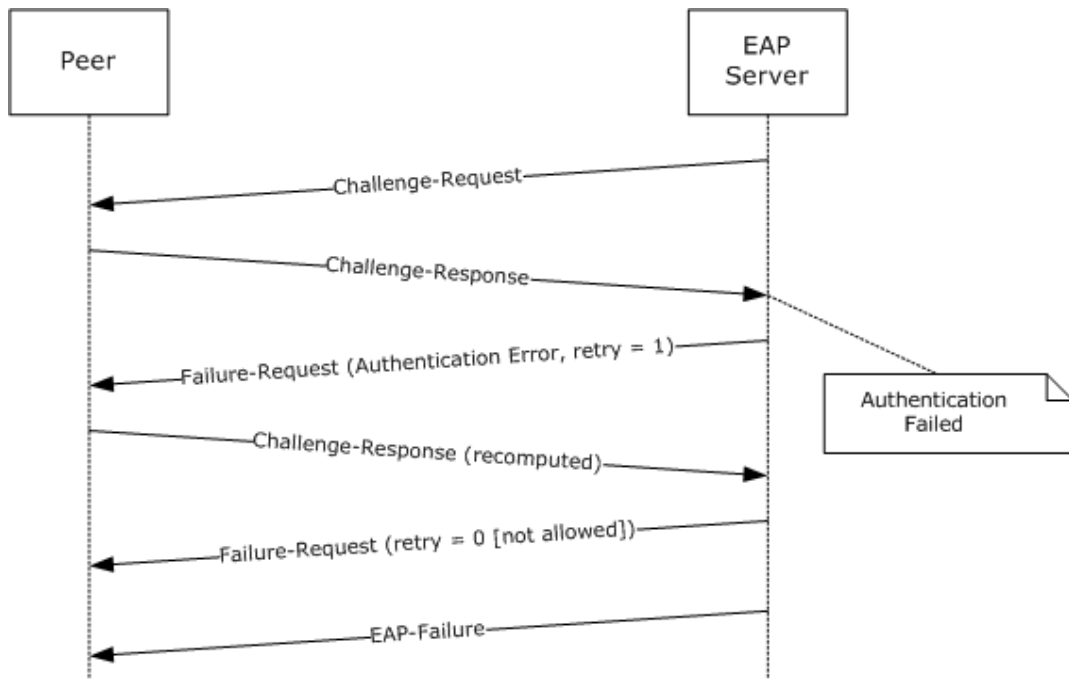 Peer
EAP
Server
Challenge-Request
Challenge-Response
Failure-Request (Authentication Error, retry = 1)
Authentication
Failed
Challenge-Response (recomputed)
Failure-Request (retry = 0 [not allowed])
EAP-Failure